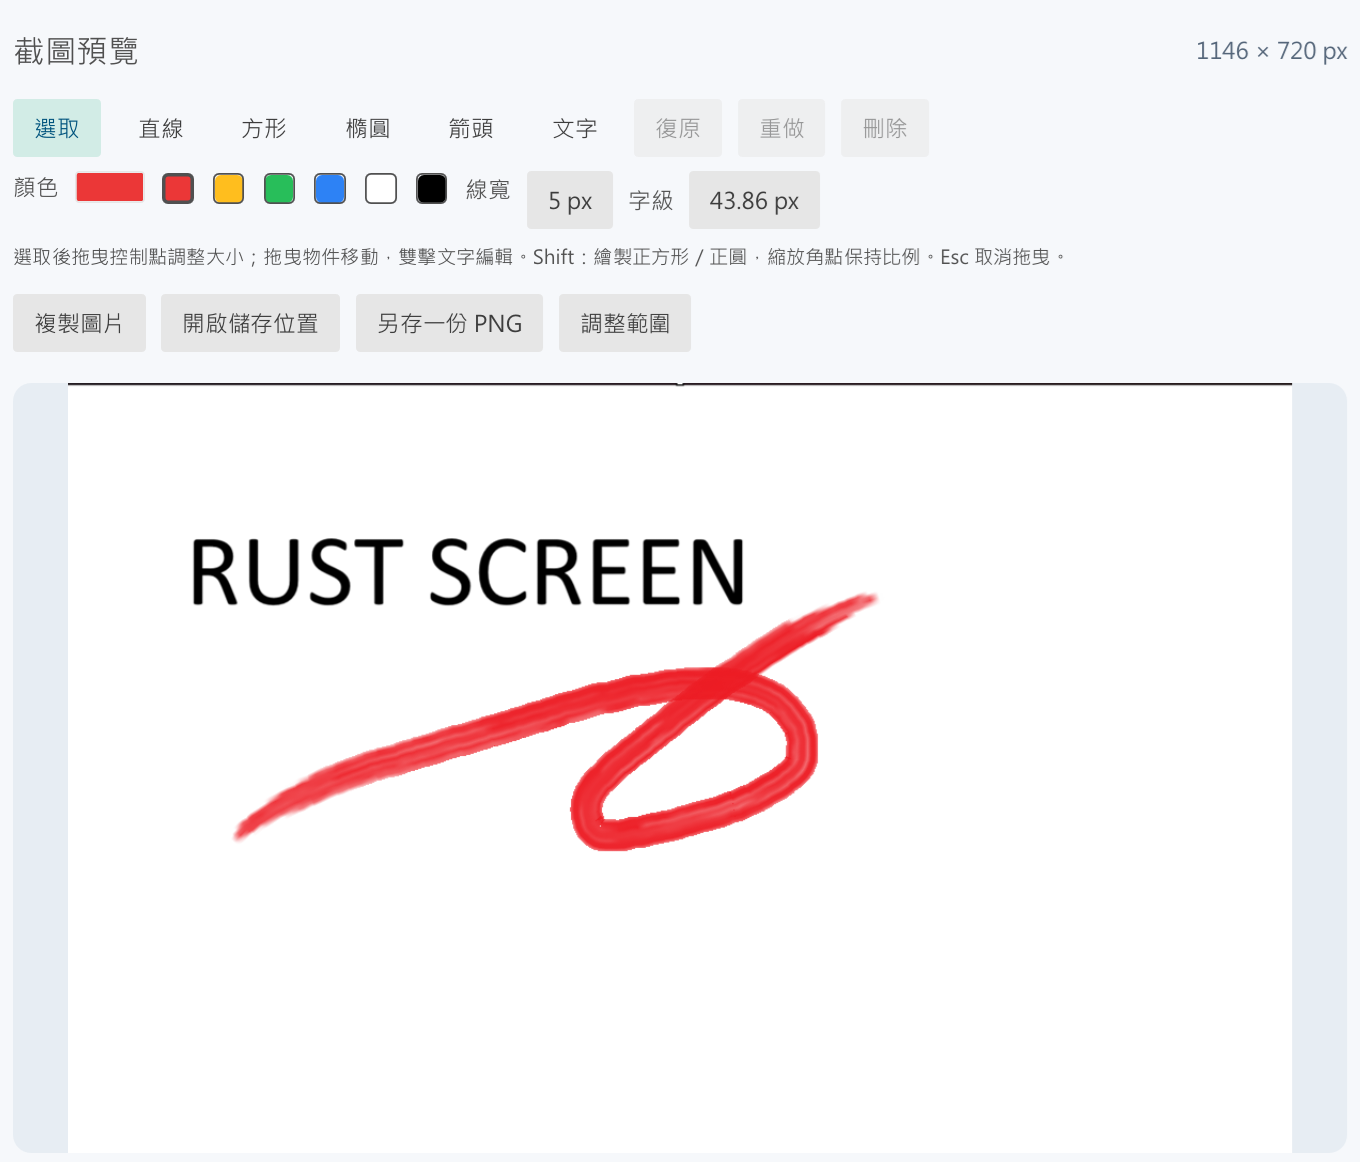 截圖預覽 1146 × 720 px
選取 直線 方形 橢圓 箭頭 文字 復原 重做 刪除
顏色 線寬 5 px 字級 43.86 px
選取後拖曳控制點調整大小；拖曳物件移動，雙擊文字編輯。Shift：繪製正方形 / 正圓，縮放角點保持比例。Esc 取消拖曳。
複製圖片 開啟儲存位置 另存一份 PNG 調整範圍
RUST SCREEN